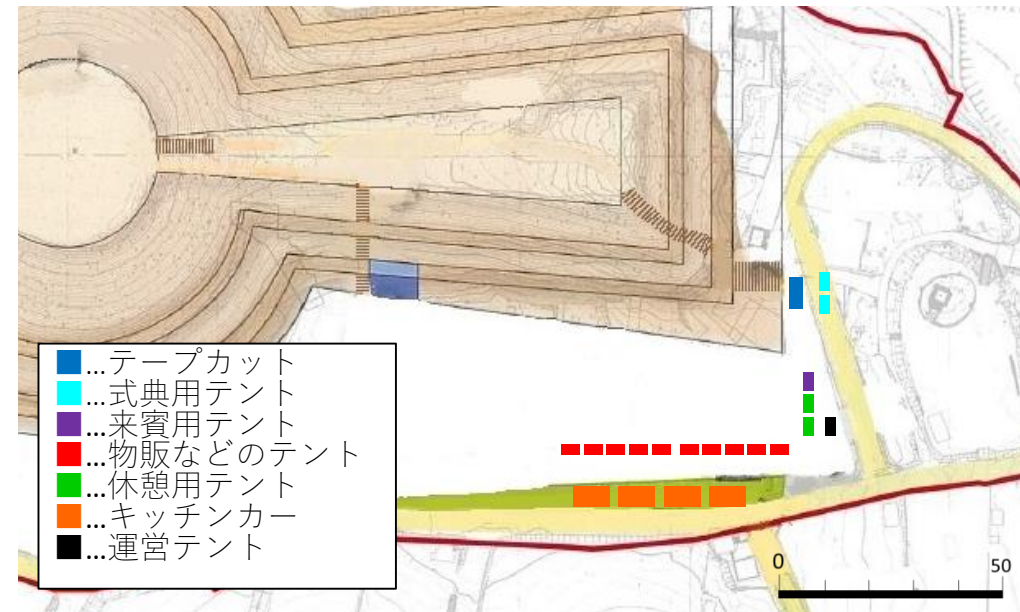 ■...テープカット
■...式典用テント
■...来賓用テント
■...物販などのテント
■...休憩用テント
■...キッチンカー
■...運営テント
0 50